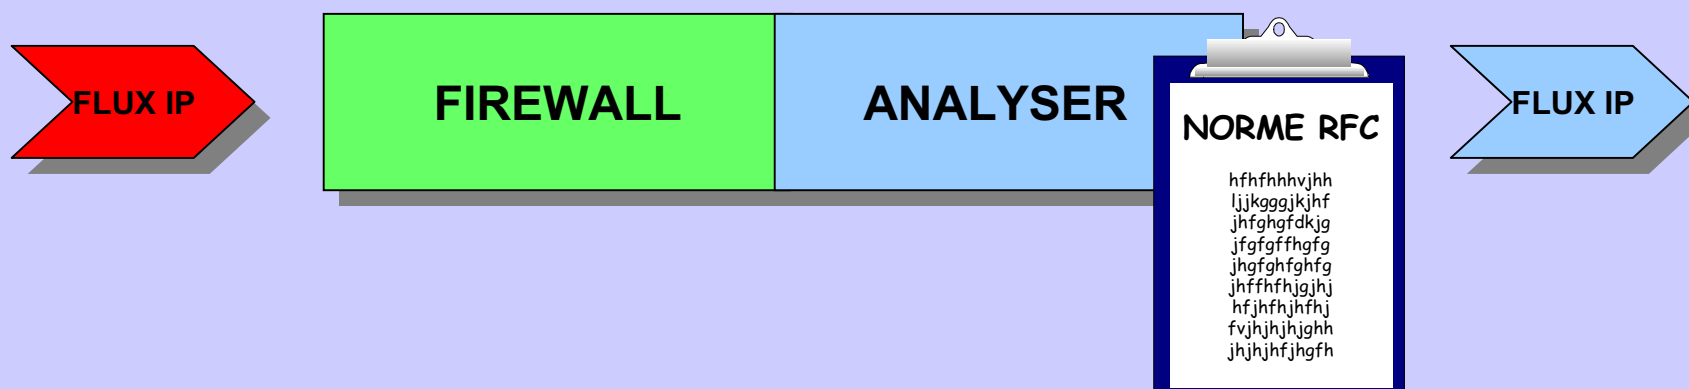 FLUX IP
FIREWALL
ANALYSER
NORME RFC
hfhfhhhvjhh
ljjkgggjkjhf
jhfghgfdkjg
jfgfgffhgfg
jhgfghfghfg
jhffhfhjgjhj
hfjhfhjhfhj
fvjhjhjhjghh
jhjhjhfjhgfh
FLUX IP